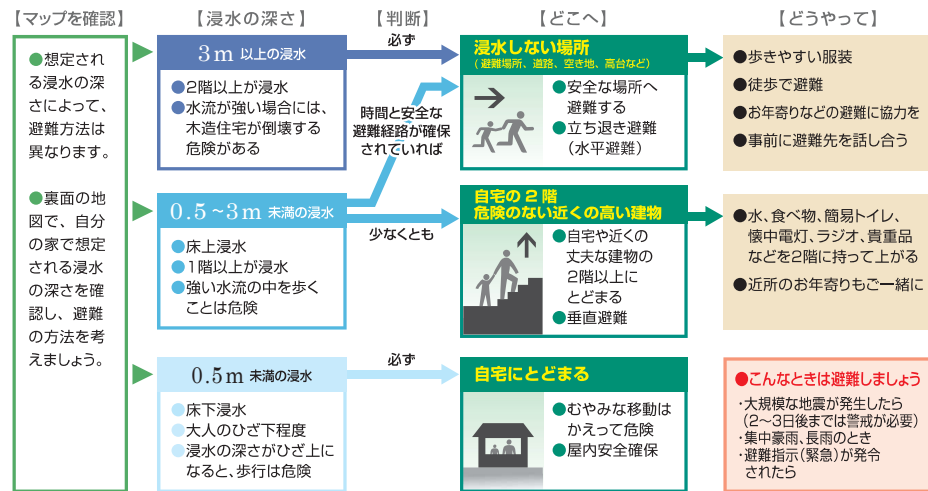 【マップを確認】
【浸水の深さ】
【判断】
【どこへ】
【どうやって】
●想定され
る浸水の深
さによって、
避難方法は
異なります。
●裏面の地
図で、自分
の家で想定
される浸水
の深さを確
認し、避難
の方法を考
えましょう。
3m 以上の浸水
●2階以上が浸水
●水流が強い場合には、
木造住宅が倒壊する
危険がある
必ず
浸水しない場所
(避難場所、道路、空き地、高台など)
●安全な場所へ
避難する
●立ち退き避難
(水平避難)
●歩きやすい服装
●徒歩で避難
●お年寄りなどの避難に協力を
●事前に避難先を話し合う
時間と安全な
避難経路が確保
されていれば
0.5~3m 未満の浸水
●床上浸水
●1階以上が浸水
●強い水流の中を歩く
ことは危険
少なくとも
自宅の2階
危険のない近くの高い建物
●自宅や近くの
丈夫な建物の
2階以上に
とどまる
●垂直避難
●水、食べ物、簡易トイレ、
懐中電灯、ラジオ、貴重品
などを2階に持って上がる
●近所のお年寄りもご一緒に
0.5m 未満の浸水
●床下浸水
●大人のひざ下程度
●浸水の深さがひざ上に
なると、歩行は危険
必ず
自宅にとどまる
●むやみな移動は
かえって危険
●屋内安全確保
●こんなときは避難しましょう
・大規模な地震が発生したら
(2~3日後までは警戒が必要)
・集中豪雨、長雨のとき
・避難指示(緊急)が発令
されたら